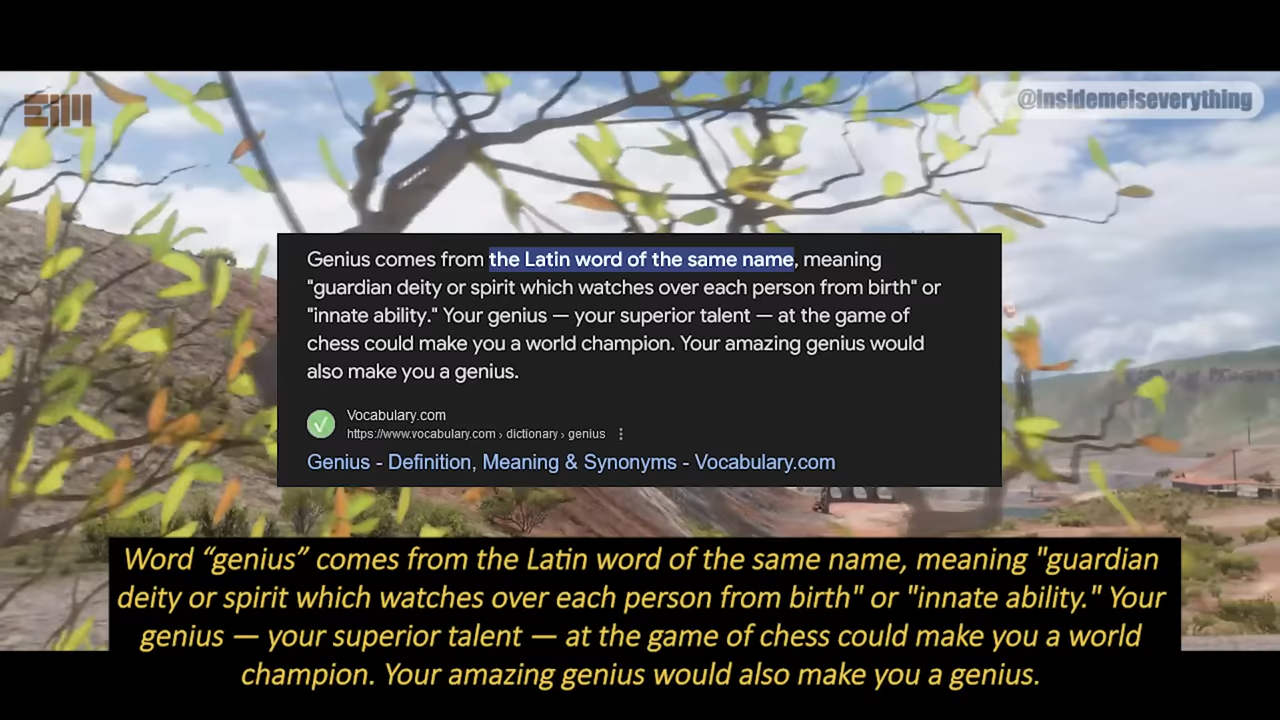 EIM
@insidemeiseverything
Genius comes from the Latin word of the same name, meaning
"guardian deity or spirit which watches over each person from birth" or
"innate ability." Your genius — your superior talent — at the game of
chess could make you a world champion. Your amazing genius would
also make you a genius.
Vocabulary.com
https://www.vocabulary.com › dictionary › genius
Genius - Definition, Meaning & Synonyms - Vocabulary.com
Word “genius” comes from the Latin word of the same name, meaning "guardian
deity or spirit which watches over each person from birth" or "innate ability." Your
genius — your superior talent — at the game of chess could make you a world
champion. Your amazing genius would also make you a genius.